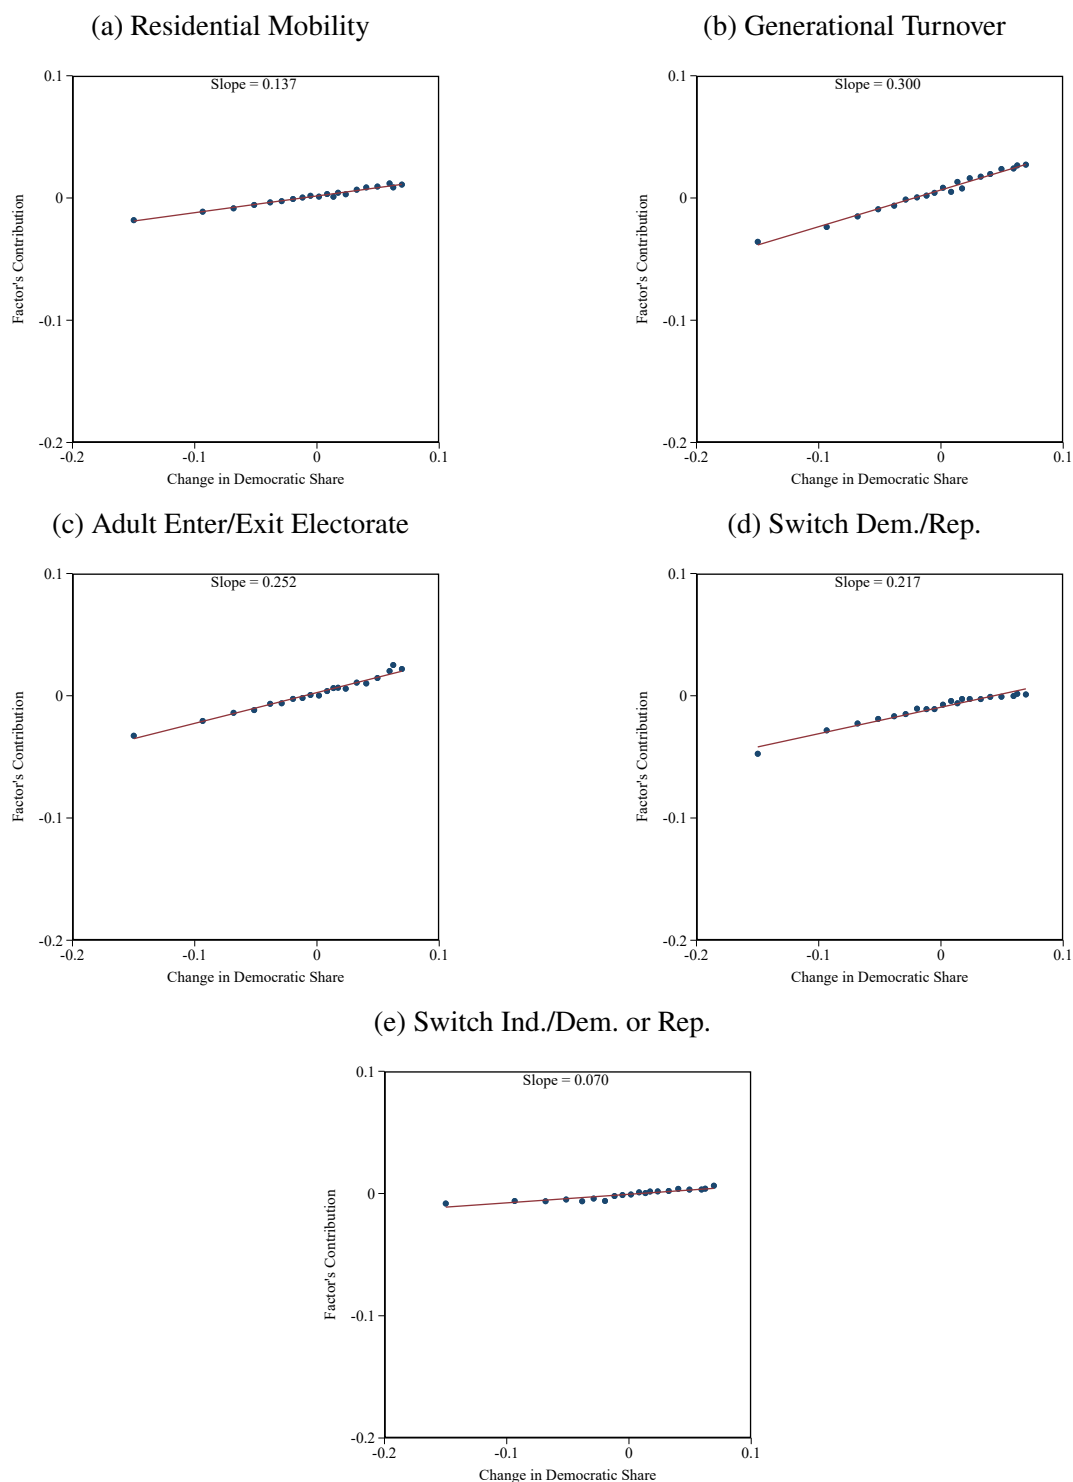 (a) Residential Mobility
0.1
Slope = 0.137
0
-0.1
-0.2
Factor's Contribution
-0.2
-0.1
0
0.1
Change in Democratic Share
(b) Generational Turnover
0.1
Slope = 0.300
0
-0.1
-0.2
Factor's Contribution
-0.2
-0.1
0
0.1
Change in Democratic Share
(c) Adult Enter/Exit Electorate
0.1
Slope = 0.252
0
-0.1
-0.2
Factor's Contribution
-0.2
-0.1
0
0.1
Change in Democratic Share
(d) Switch Dem./Rep.
0.1
Slope = 0.217
0
-0.1
-0.2
Factor's Contribution
-0.2
-0.1
0
0.1
Change in Democratic Share
(e) Switch Ind./Dem. or Rep.
0.1
Slope = 0.070
0
-0.1
-0.2
Factor's Contribution
-0.2
-0.1
0
0.1
Change in Democratic Share